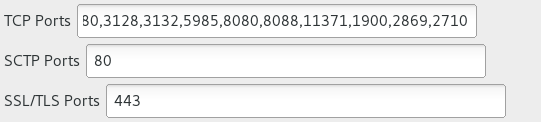 TCP Ports 80,3128,3132,5985,8080,8088,11371,1900,2869,2710
SCTP Ports 80
SSL/TLS Ports 443